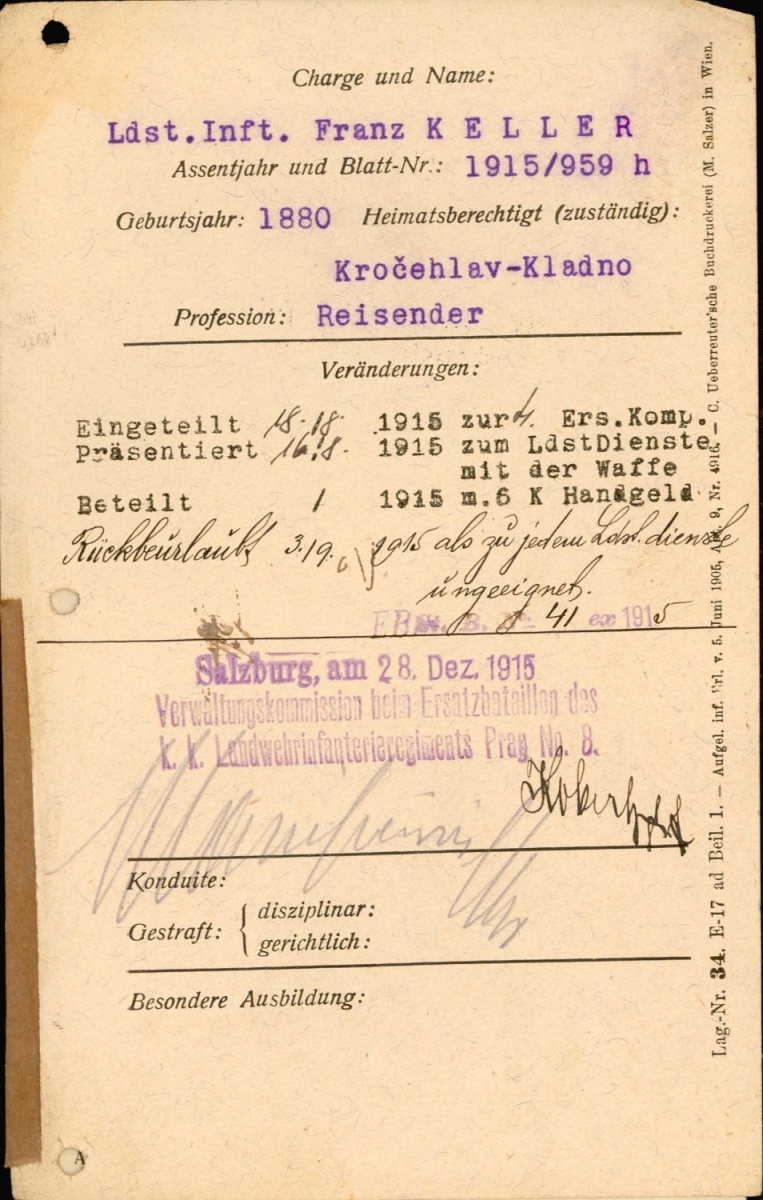 Charge und Name:
Ldst.Inft. Franz K E L L E R
Assentjahr und Blatt-Nr.: 1915/959 h
Geburtsjahr: 1880 Heimatsberechtigt (zuständig):
Kročehlav-Kladno
Profession: Reisender
Veränderungen:
Eingeteilt 1915 zur 4. Ers.Komp.
Präsentiert 16.8. 1915 zum LdstDienste
mit der Waffe
Beteilt / 1915 m.6 K Handgeld
Rückbeurlaubt 3./9. 1915 als zu jedem Ldst.dienste
ungeeignet.
41 ex 1915
Salzburg, am 28. Dez. 1915
Verwaltungskommission beim Ersatzbataillon des
k. k. Landwehrinfanterieregiments Prag No. 8.
Konduite:
Gestraft: { disziplinar:
gerichtlich:
Besondere Ausbildung:
A
Lag.-Nr. 34. E-17 ad Beil. 1. — Aufgel. inf. Vrl. v. 5. Juni 1905, Abt. 9, Nr. 4916. — C. Ueberreuter'sche Buchdruckerei (M. Salzer) in Wien.